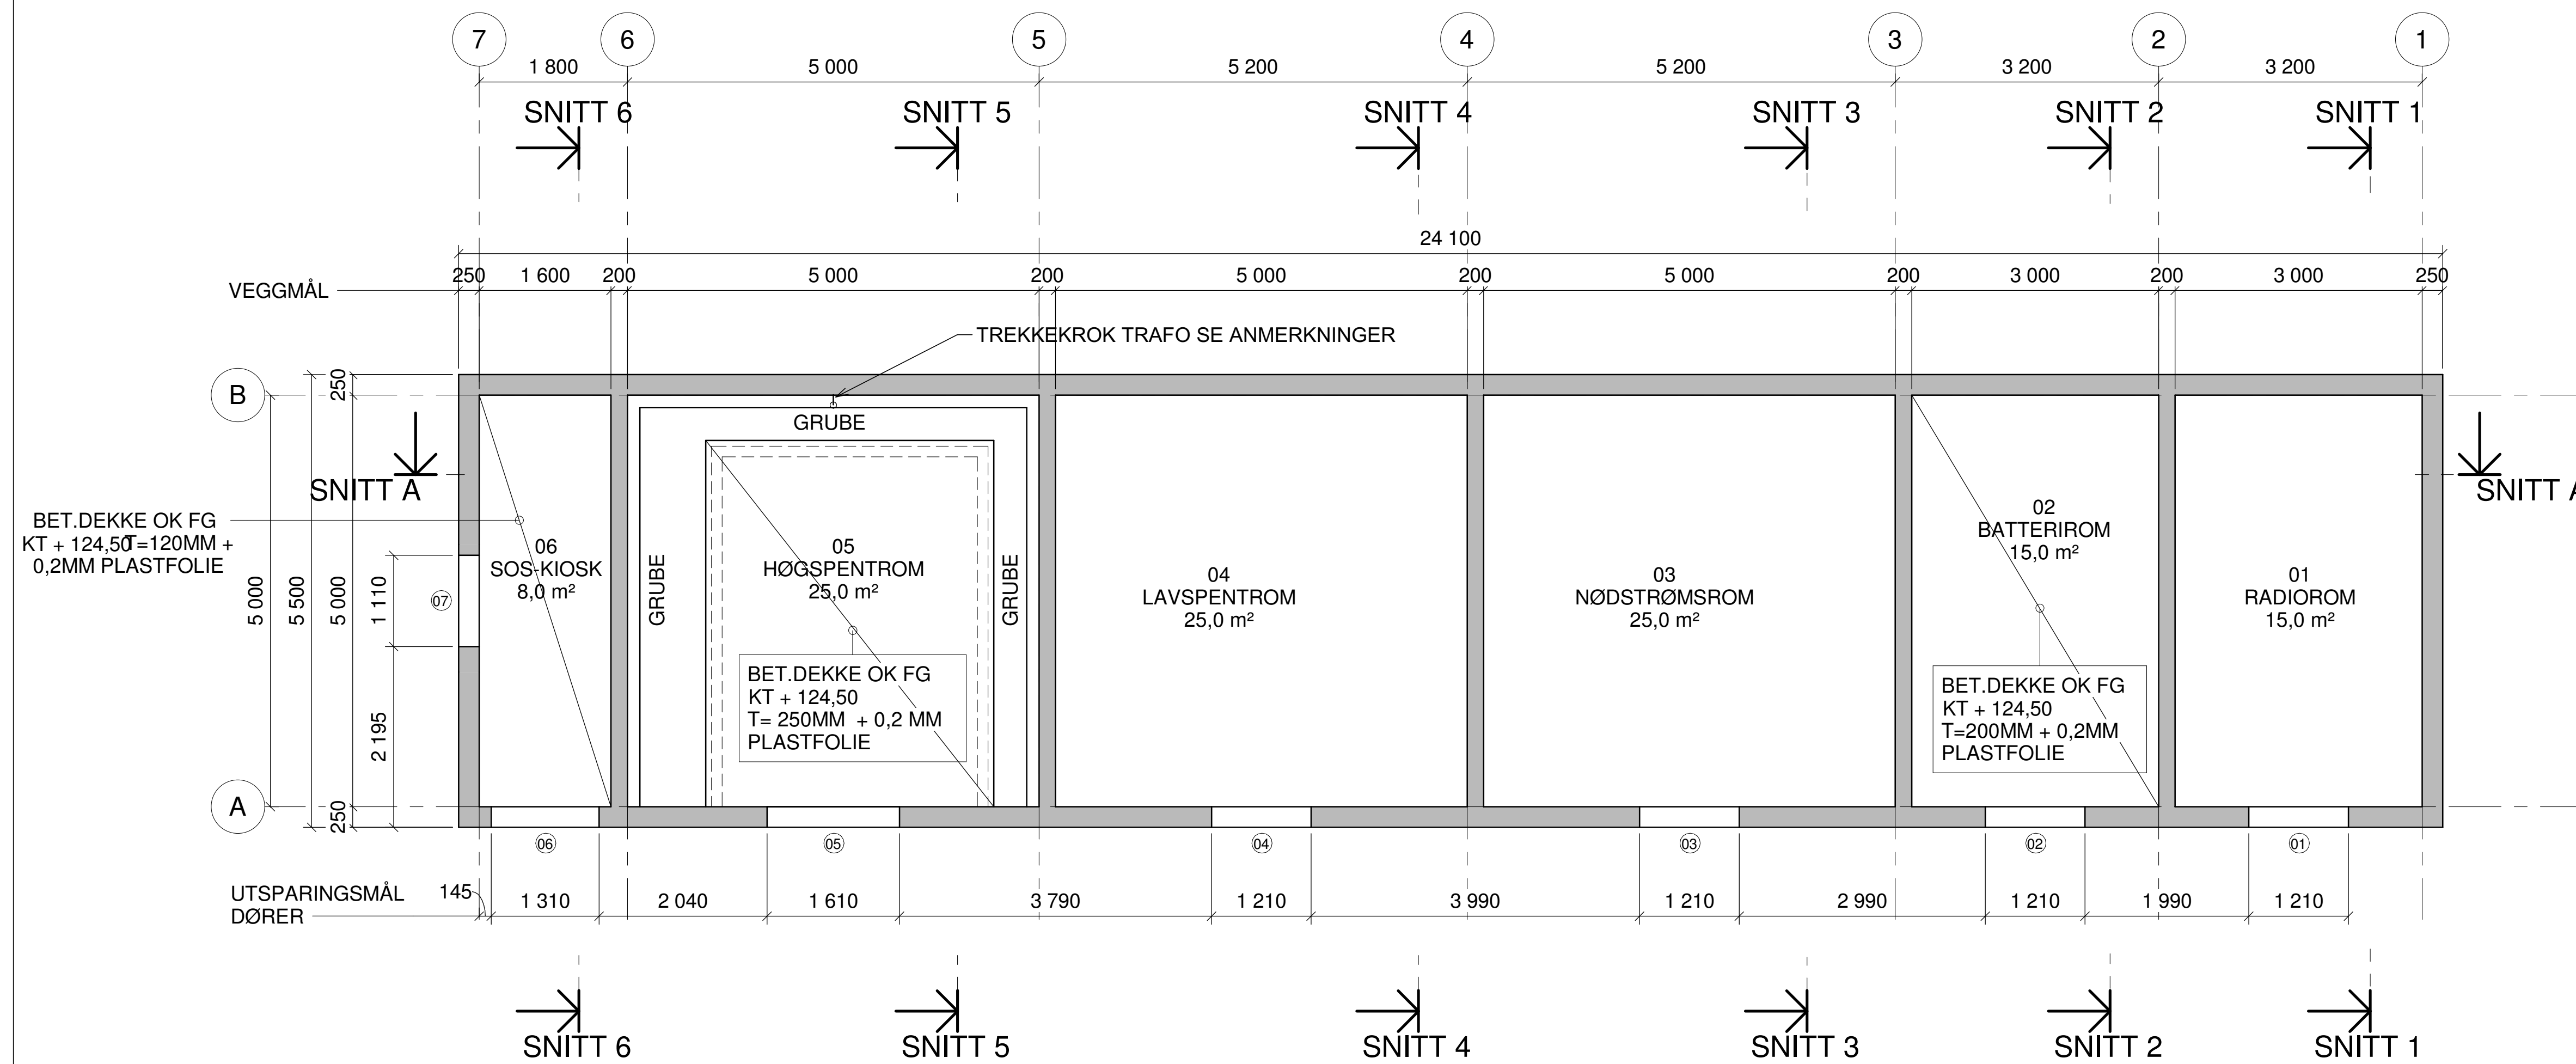 7 6 5 4 3 2 1
1 800 5 000 5 200 5 200 3 200 3 200
SNITT 6 SNITT 5 SNITT 4 SNITT 3 SNITT 2 SNITT 1
24 100
250 1 600 200 5 000 200 5 000 200 5 000 200 3 000 200 3 000 250
VEGGMÅL
TREKKEKROK TRAFO SE ANMERKNINGER
B
250
GRUBE
SNITT A
SNITT A
BET.DEKKE OK FG
KT + 124,50 T=120MM +
0,2MM PLASTFOLIE
5 000
5 500
5 000
1 110
2 195
07
06
SOS-KIOSK
8,0 m²
GRUBE
05
HØGSPENTROM
25,0 m²
GRUBE
BET.DEKKE OK FG
KT + 124,50
T= 250MM + 0,2 MM
PLASTFOLIE
04
LAVSPENTROM
25,0 m²
03
NØDSTRØMSROM
25,0 m²
02
BATTERIROM
15,0 m²
BET.DEKKE OK FG
KT + 124,50
T=200MM + 0,2MM
PLASTFOLIE
01
RADIOROM
15,0 m²
A
250
06 05 04 03 02 01
UTSPARINGSMÅL
DØRER
145 1 310 2 040 1 610 3 790 1 210 3 990 1 210 2 990 1 210 1 990 1 210
SNITT 6 SNITT 5 SNITT 4 SNITT 3 SNITT 2 SNITT 1